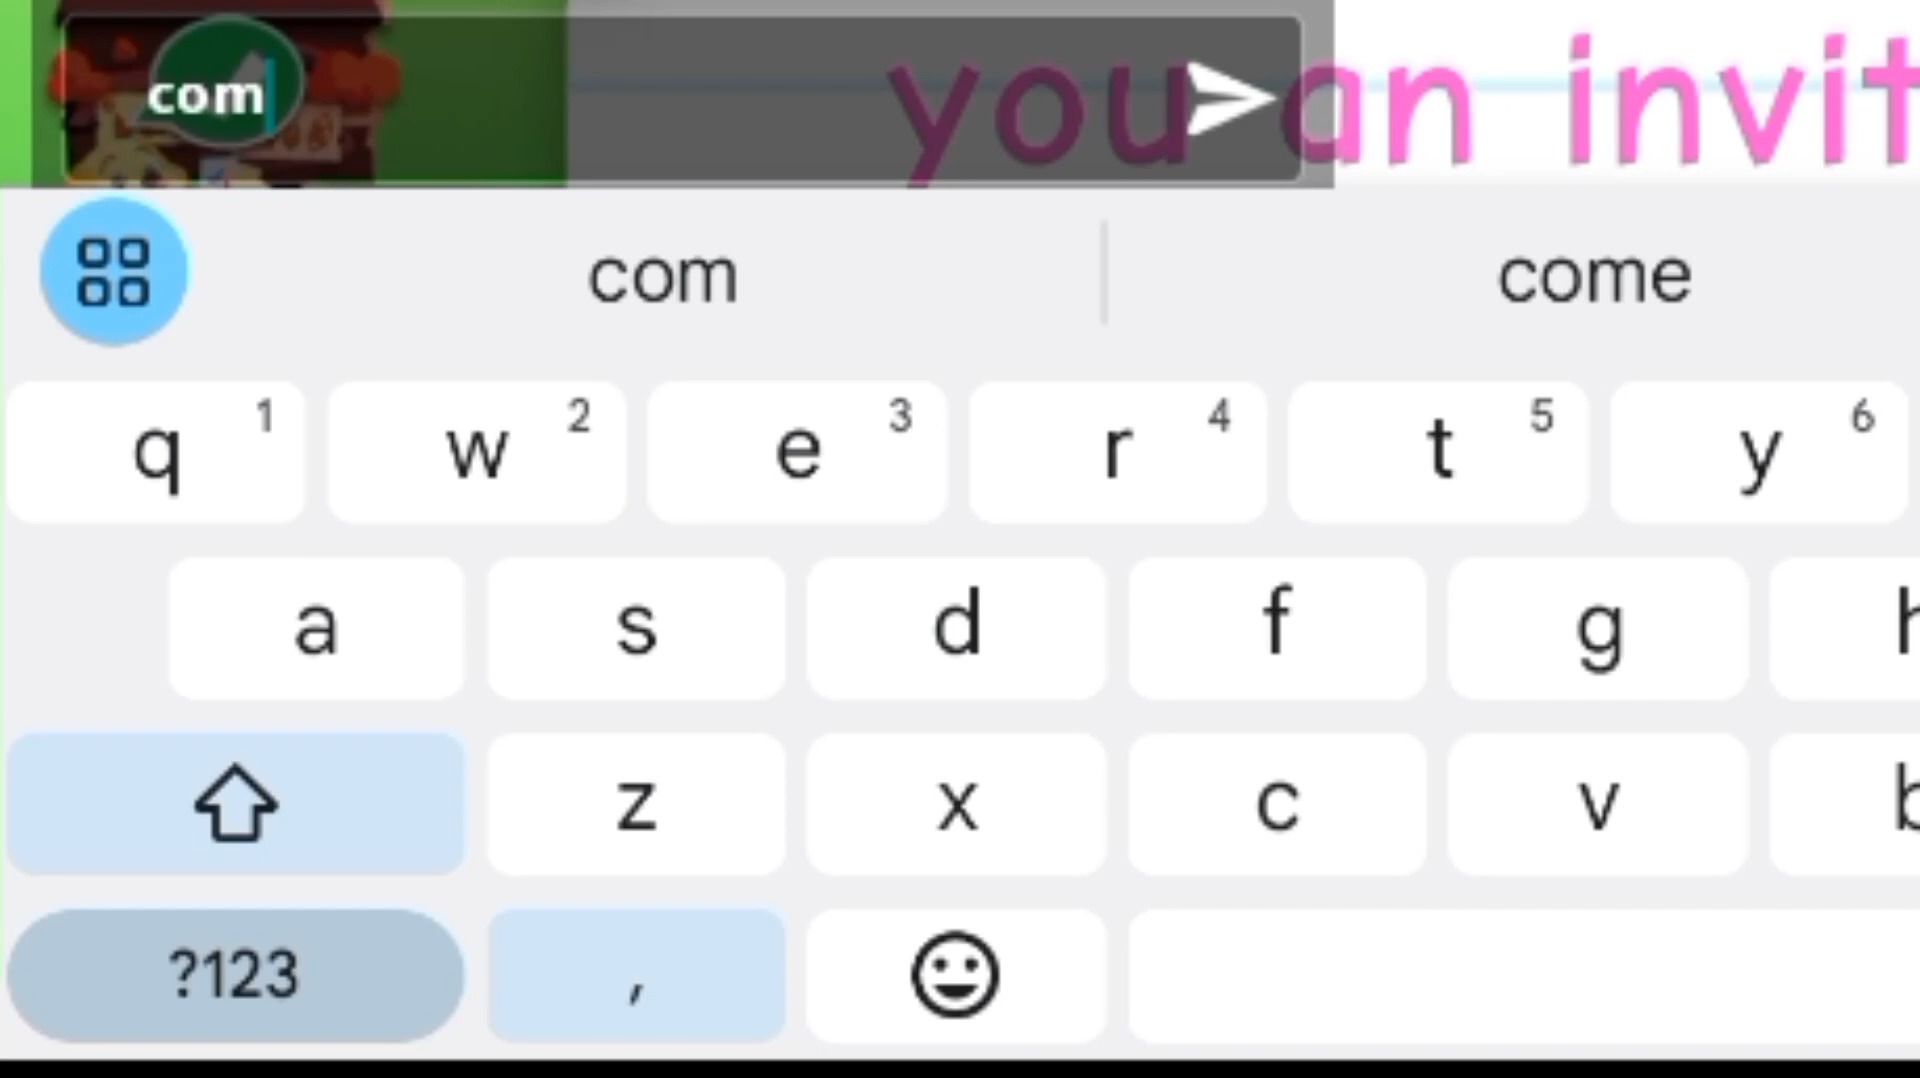 com
you an invit
com come
q 1 w 2 e 3 r 4 t 5 y 6
a s d f g h
z x c v b
?123 ,